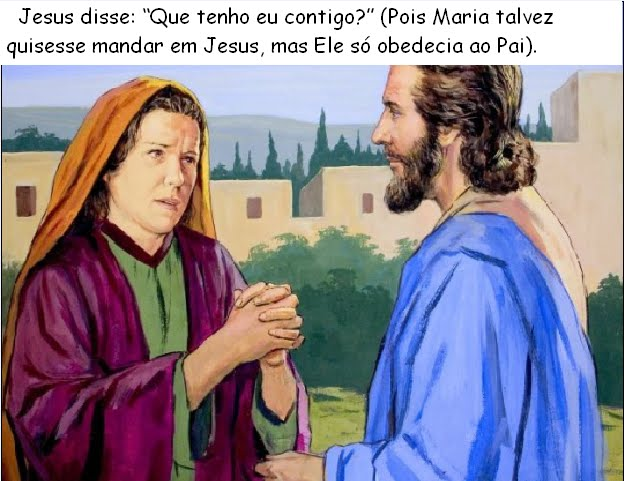 Jesus disse: “Que tenho eu contigo?” (Pois Maria talvez
quisesse mandar em Jesus, mas Ele só obedecia ao Pai).